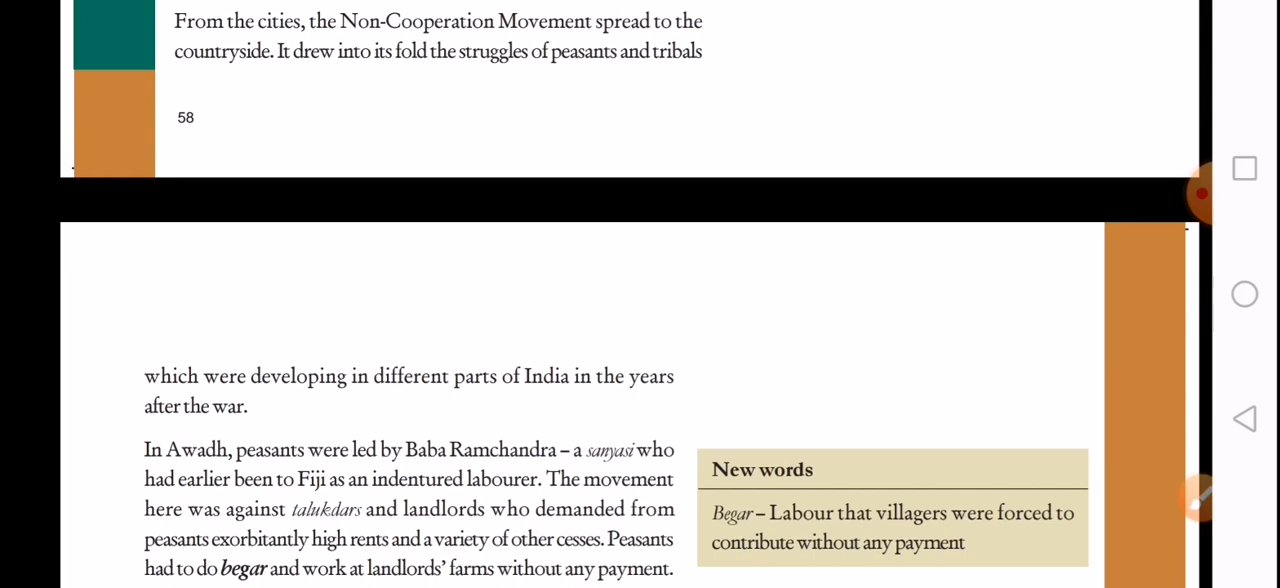 From the cities, the Non-Cooperation Movement spread to the
countryside. It drew into its fold the struggles of peasants and tribals
58
which were developing in different parts of India in the years
after the war.
In Awadh, peasants were led by Baba Ramchandra – a sanyasi who
had earlier been to Fiji as an indentured labourer. The movement
here was against talukdars and landlords who demanded from
peasants exorbitantly high rents and a variety of other cesses. Peasants
had to do begar and work at landlords' farms without any payment.
New words
Begar – Labour that villagers were forced to
contribute without any payment